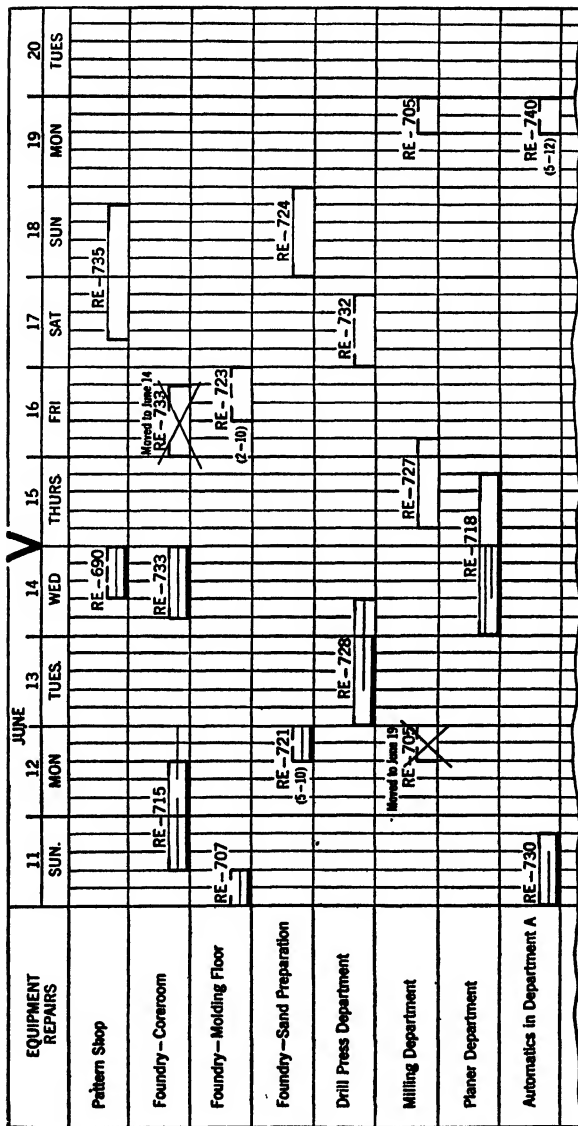 EQUIPMENT REPAIRS
JUNE
11 12 13 14 15 16 17 18 19 20
SUN. MON TUES. WED THURS FRI SAT SUN MON TUES
V
Pattern Shop
RE-690 RE-735
Foundry-Coreroom
RE-715 RE-733 Moved to June 14
RE-733
Foundry-Molding Floor
RE-707 RE-723
(2-10)
Foundry-Sand Preparation
RE-721 RE-724
(5-10)
Drill Press Department
RE-728 RE-732
Milling Department
Moved to June 19
RE-705 RE-727 RE-705
Planer Department
RE-718
Automatics in Department A
RE-730 RE-740
(5-12)